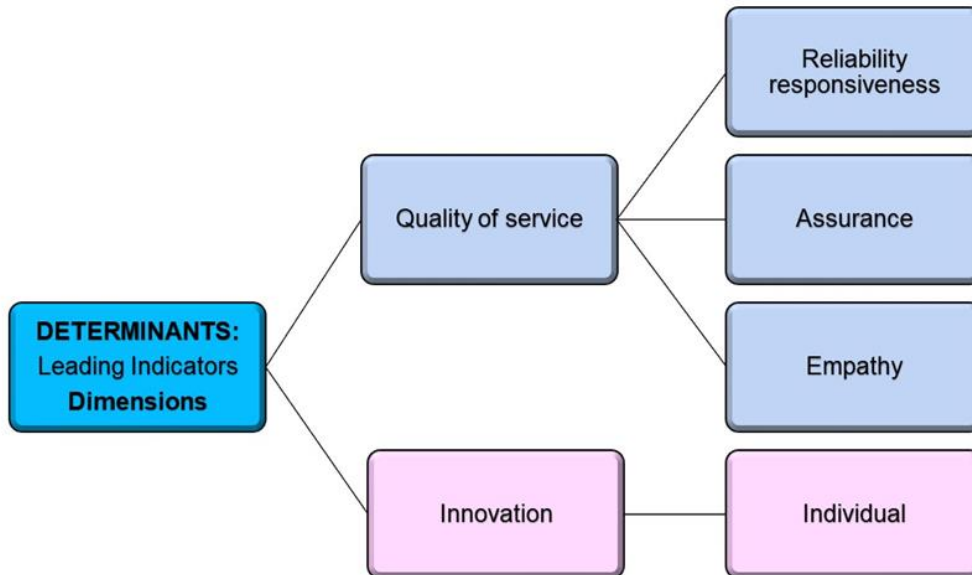 Reliability
responsiveness
Quality of service
Assurance
DETERMINANTS:
Leading Indicators
Dimensions
Empathy
Innovation
Individual